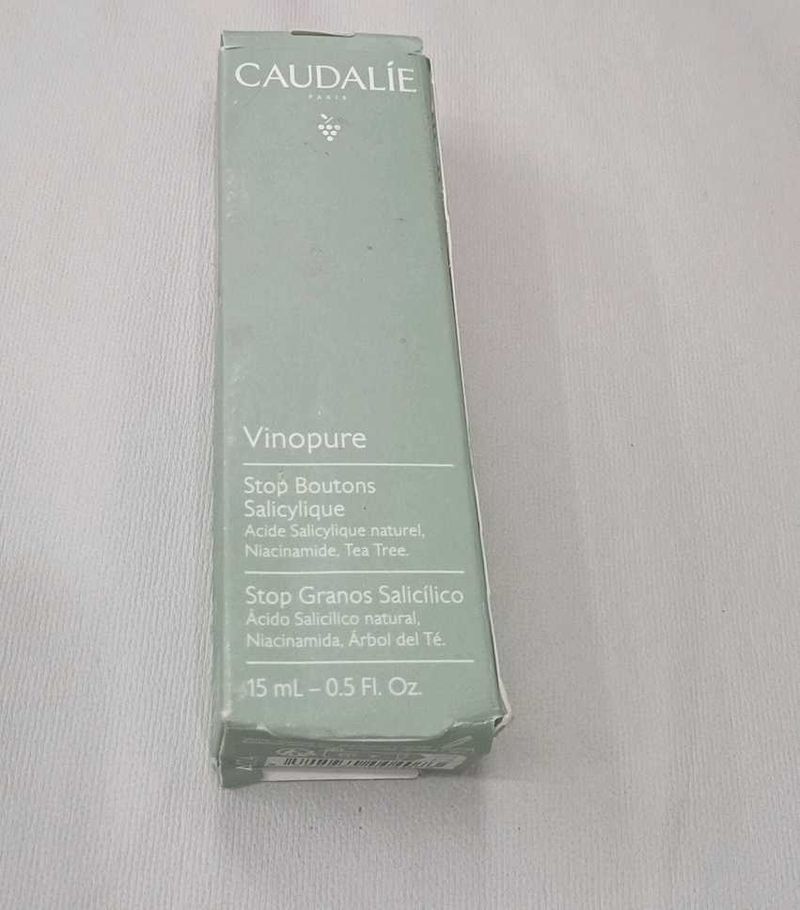 CAUDALÍE
PARIS
Vinopure
Stop Boutons
Salicylique
Acide Salicylique naturel,
Niacinamide, Tea Tree.
Stop Granos Salicílico
Ácido Salicílico natural,
Niacinamida, Árbol del Té.
15 mL – 0.5 Fl. Oz.